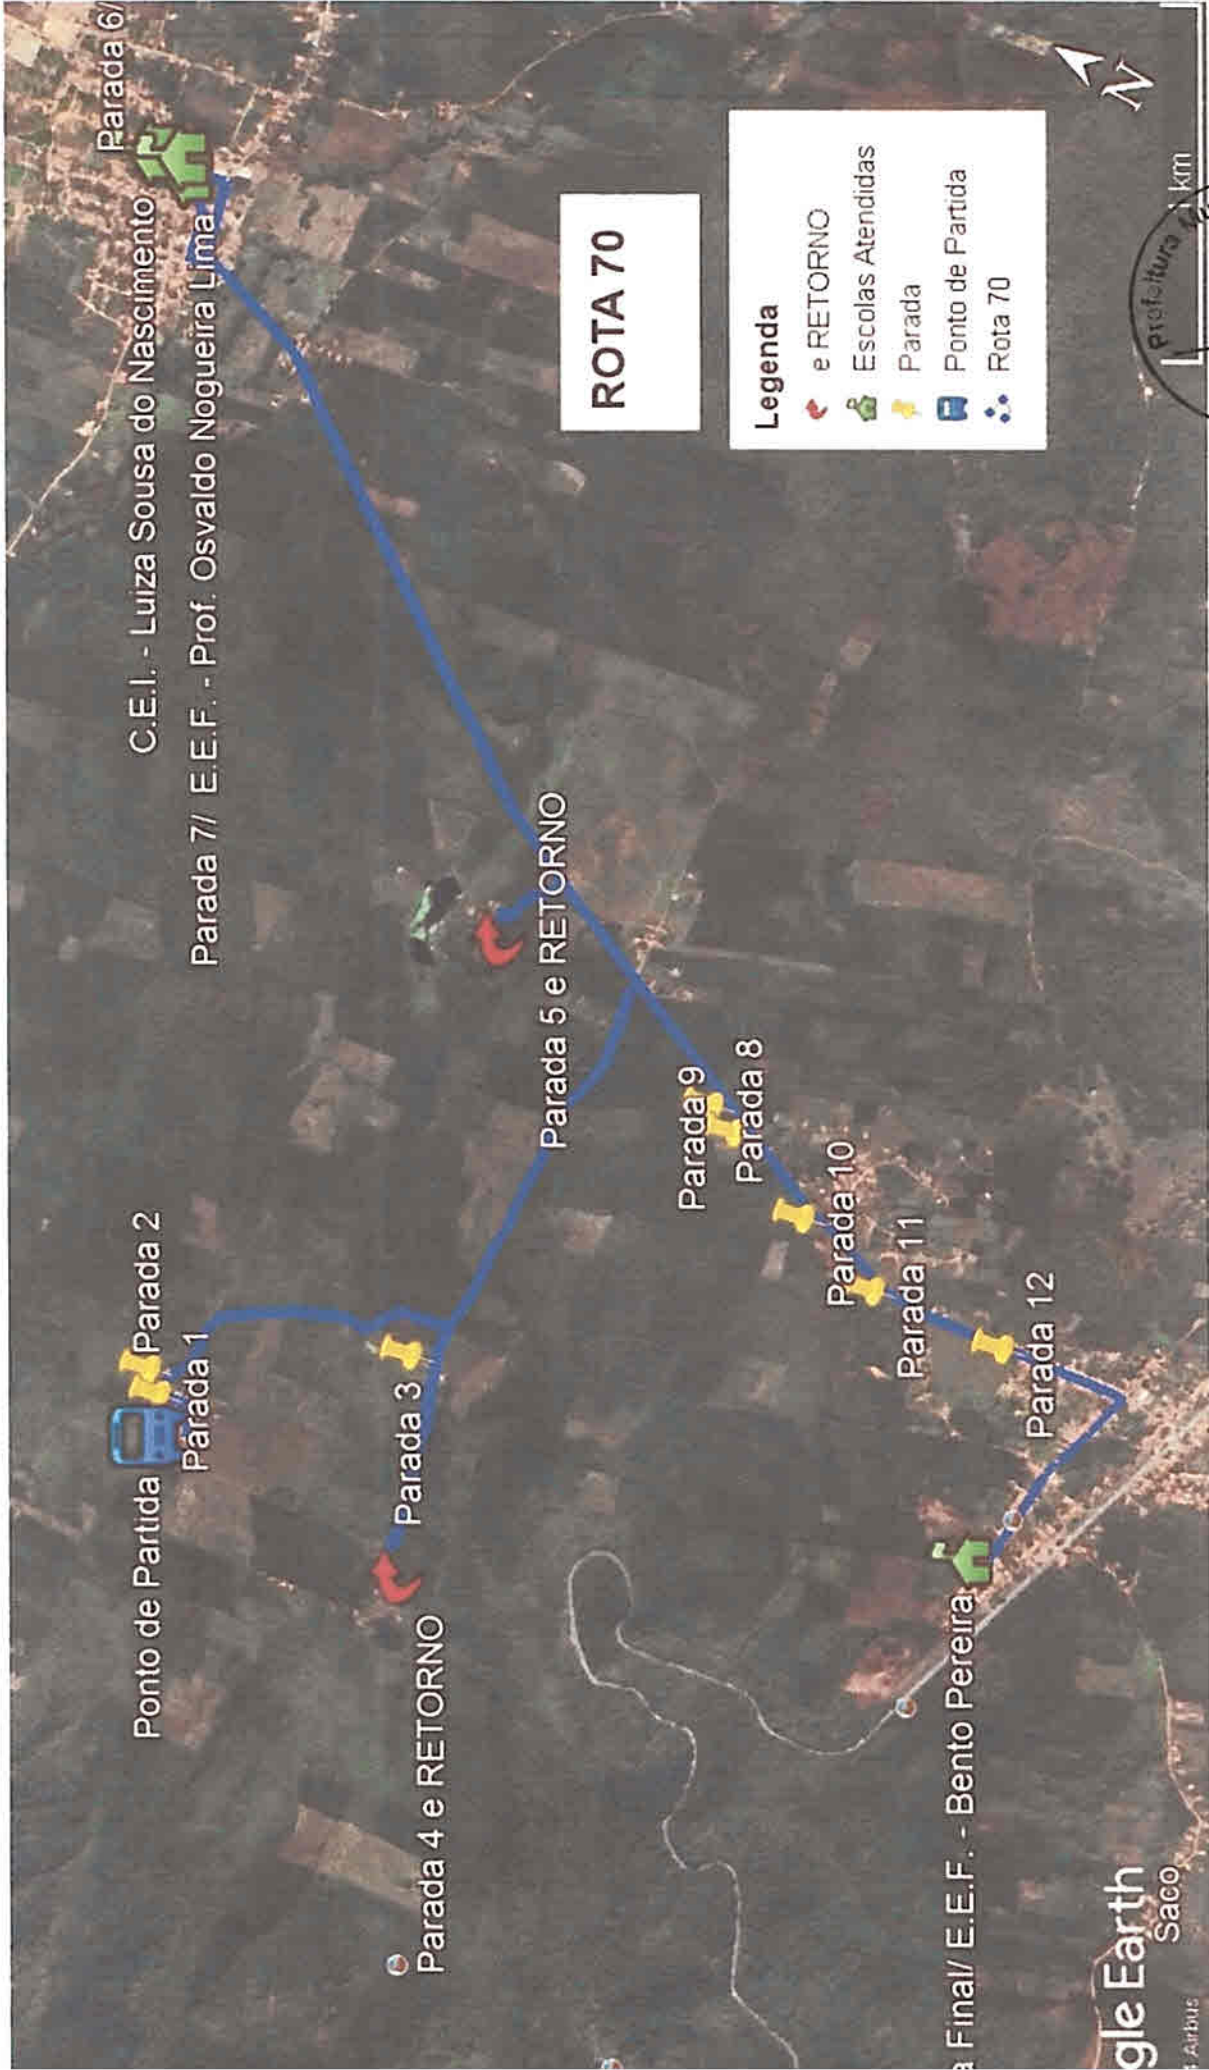 Parada 6/
C.E.I. - Luiza Sousa do Nascimento
Parada 7/ E.E.F. - Prof. Osvaldo Nogueira Lima
Ponto de Partida
Parada 2
Parada 1
Parada 3
Parada 4 e RETORNO
Parada 5 e RETORNO
Parada 9
Parada 8
Parada 10
Parada 11
Parada 12
a Final/ E.E.F. - Bento Pereira
ROTA 70
Legenda
e RETORNO
Escolas Atendidas
Parada
Ponto de Partida
Rota 70
N
km
Prefeitura
gle Earth
Saco
Airbus